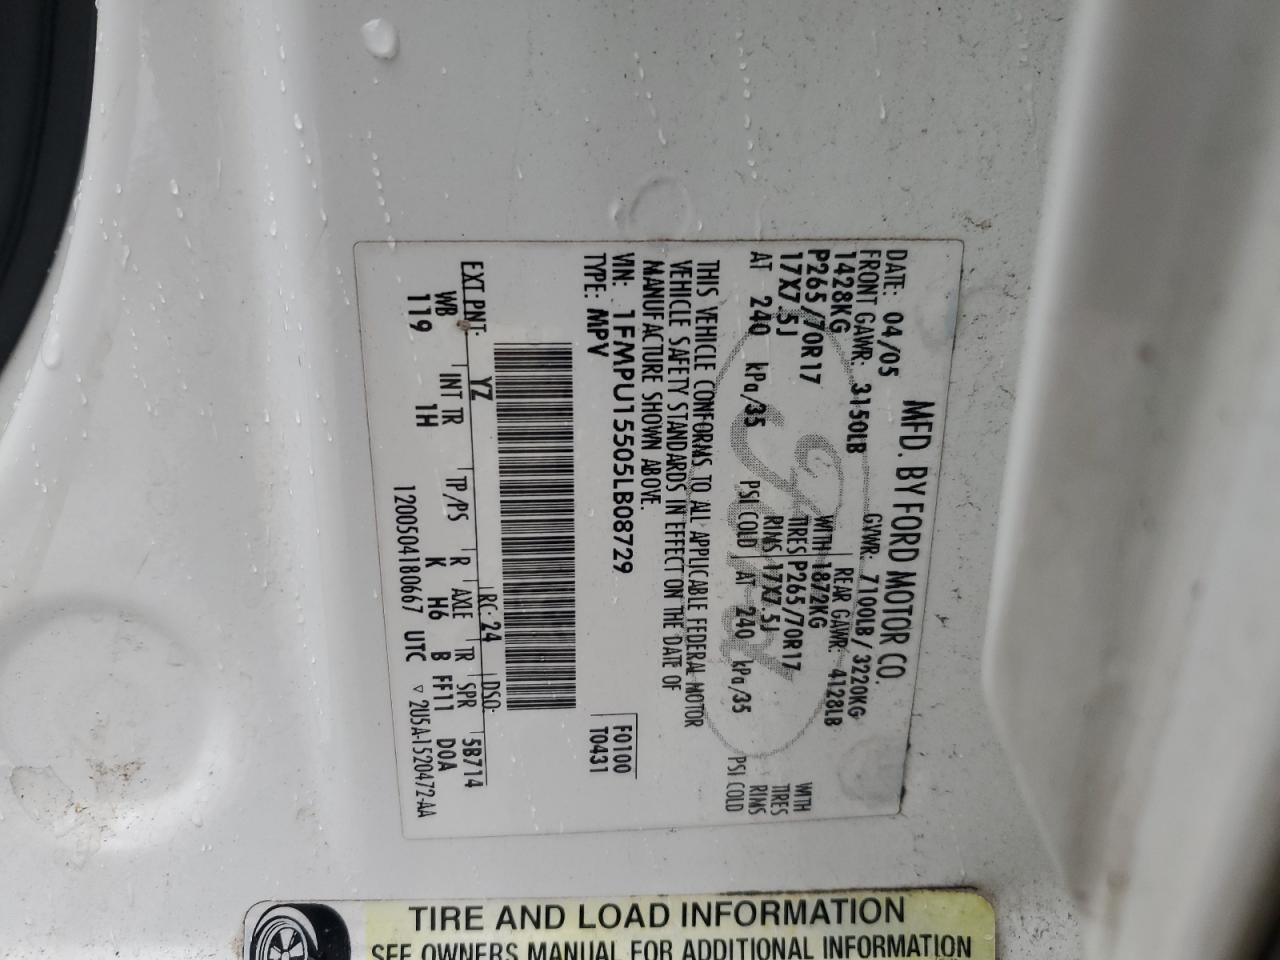 MFD. BY FORD MOTOR CO.
DATE: 04/05 GVWR: 7100LB / 3220KG
FRONT GAWR: 3150LB REAR GAWR: 4128LB
1428KG WITH 1872KG WITH
P265/70R17 TIRES P265/70R17 TIRES
17X7.5J RIMS 17X7.5J RIMS
AT 240 kPa/35 PSI COLD AT 240 kPa/35 PSI COLD
THIS VEHICLE CONFORMS TO ALL APPLICABLE FEDERAL MOTOR
VEHICLE SAFETY STANDARDS IN EFFECT ON THE DATE OF
MANUFACTURE SHOWN ABOVE.
VIN: 1FMPU15505LB08729 F0100
TYPE: MPV T0431
EXT PNT: YZ RC: 24 DSO: 5B714
WB INT TR TP/PS R AXLE TR SPR
119 1H K H6 B FF11 D0A
1200504180667 UTC ▽ 2U5A-1520472-AA
TIRE AND LOAD INFORMATION
SEE OWNERS MANUAL FOR ADDITIONAL INFORMATION